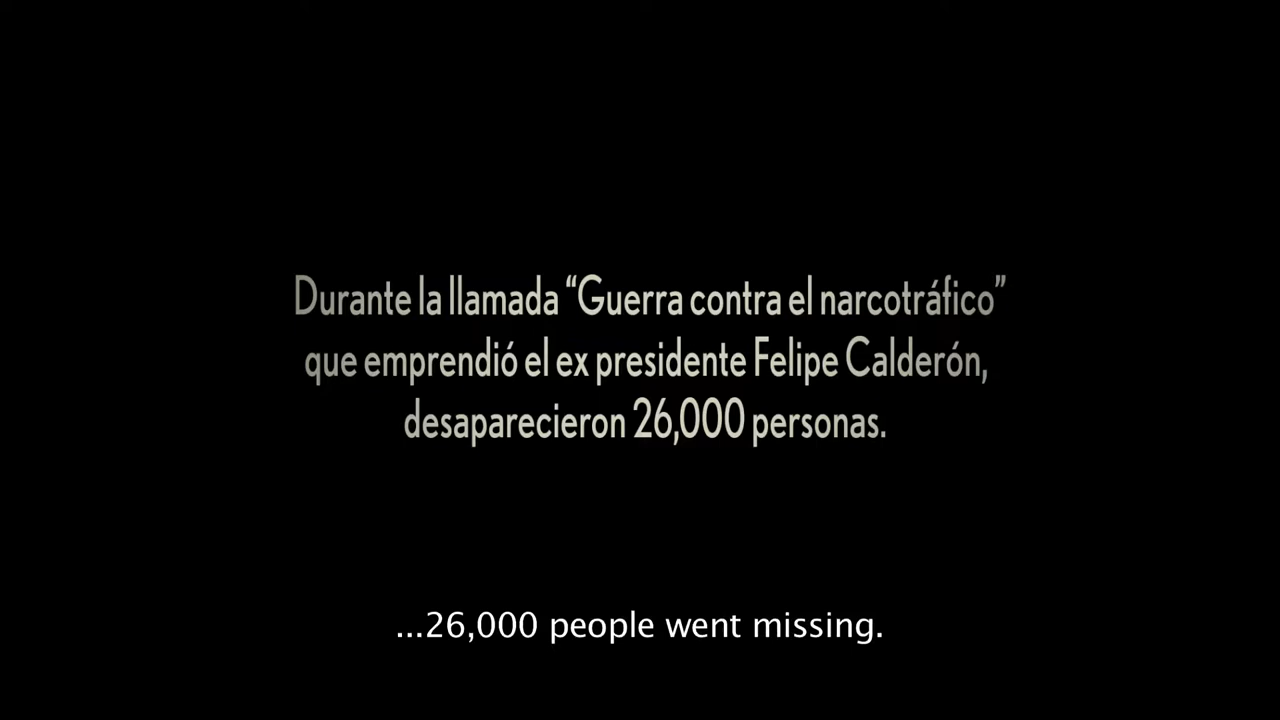 Durante la llamada “Guerra contra el narcotráfico”
que emprendió el ex presidente Felipe Calderón,
desaparecieron 26,000 personas.
...26,000 people went missing.